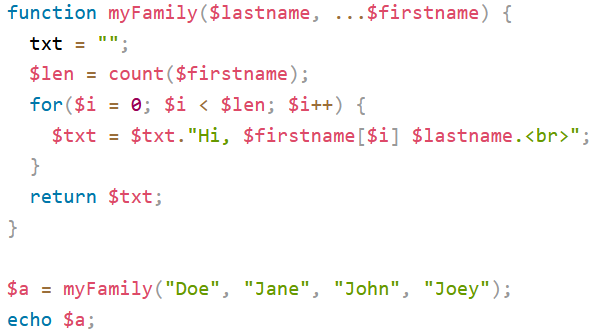 function myFamily($lastname, ...$firstname) {
  txt = "";
  $len = count($firstname);
  for($i = 0; $i < $len; $i++) {
    $txt = $txt."Hi, $firstname[$i] $lastname.<br>";
  }
  return $txt;
}

$a = myFamily("Doe", "Jane", "John", "Joey");
echo $a;